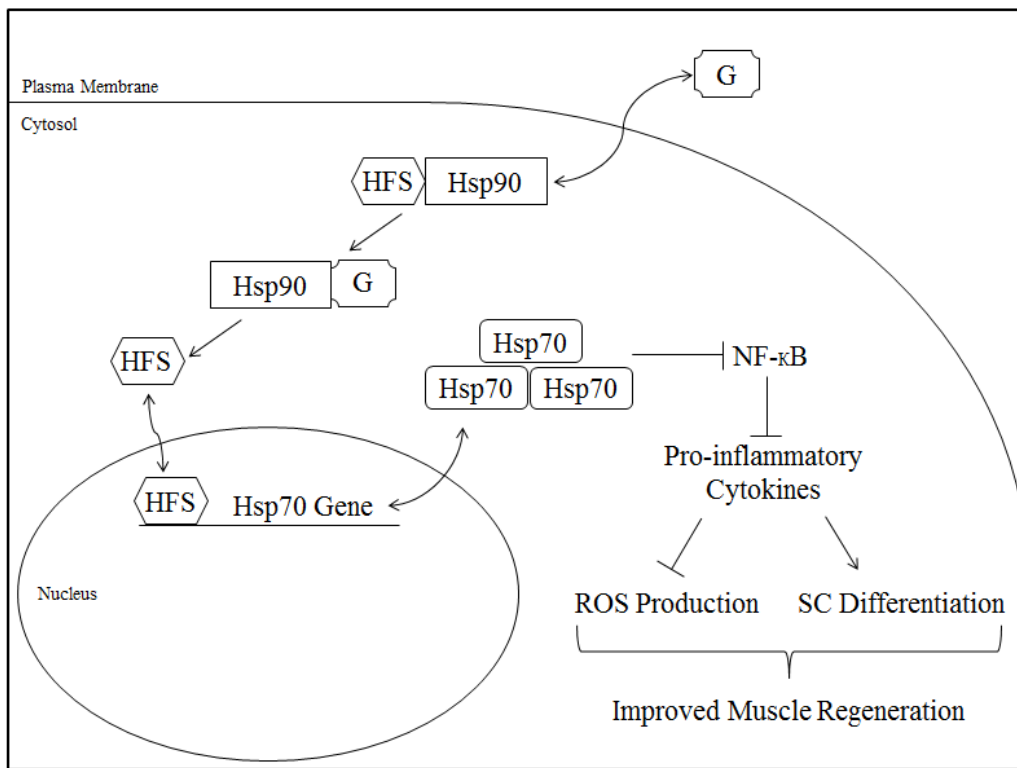 G
Plasma Membrane
Cytosol
HFS Hsp90
Hsp90 G
HFS
Hsp70
Hsp70 Hsp70
NF-κB
Pro-inflammatory
Cytokines
HFS Hsp70 Gene
Nucleus
ROS Production SC Differentiation
Improved Muscle Regeneration